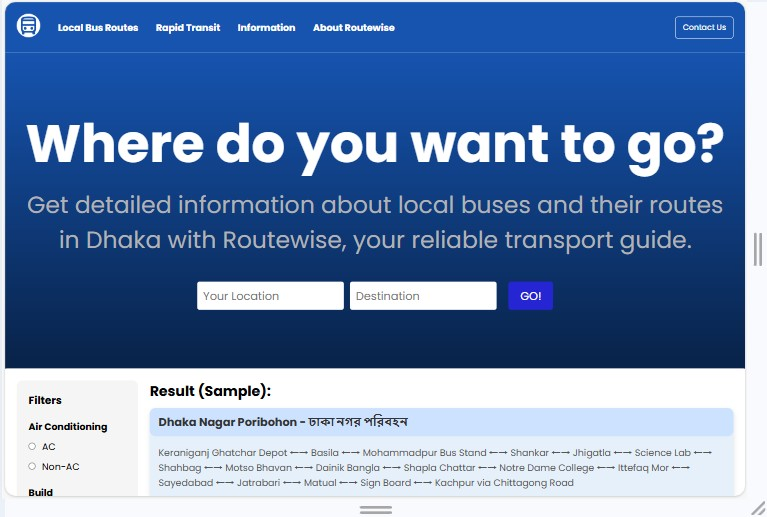 Local Bus Routes Rapid Transit Information About Routewise Contact Us
Where do you want to go?
Get detailed information about local buses and their routes
in Dhaka with Routewise, your reliable transport guide.
Your Location Destination GO!
Filters
Air Conditioning
AC
Non-AC
Build
Result (Sample):
Dhaka Nagar Poribohon - ঢাকা নগর পরিবহন
Keraniganj Ghatchar Depot ⟷ Basila ⟷ Mohammadpur Bus Stand ⟷ Shankar ⟷ Jhigatla ⟷ Science Lab ⟷
Shahbag ⟷ Motso Bhavan ⟷ Dainik Bangla ⟷ Shapla Chattar ⟷ Notre Dame College ⟷ Ittefaq Mor ⟷
Sayedabad ⟷ Jatrabari ⟷ Matual ⟷ Sign Board ⟷ Kachpur via Chittagong Road